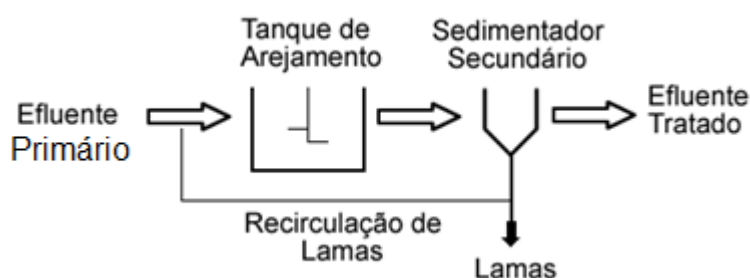 Tanque de
Arejamento
Sedimentador
Secundário
Efluente
Primário
Efluente
Tratado
Recirculação de
Lamas
Lamas